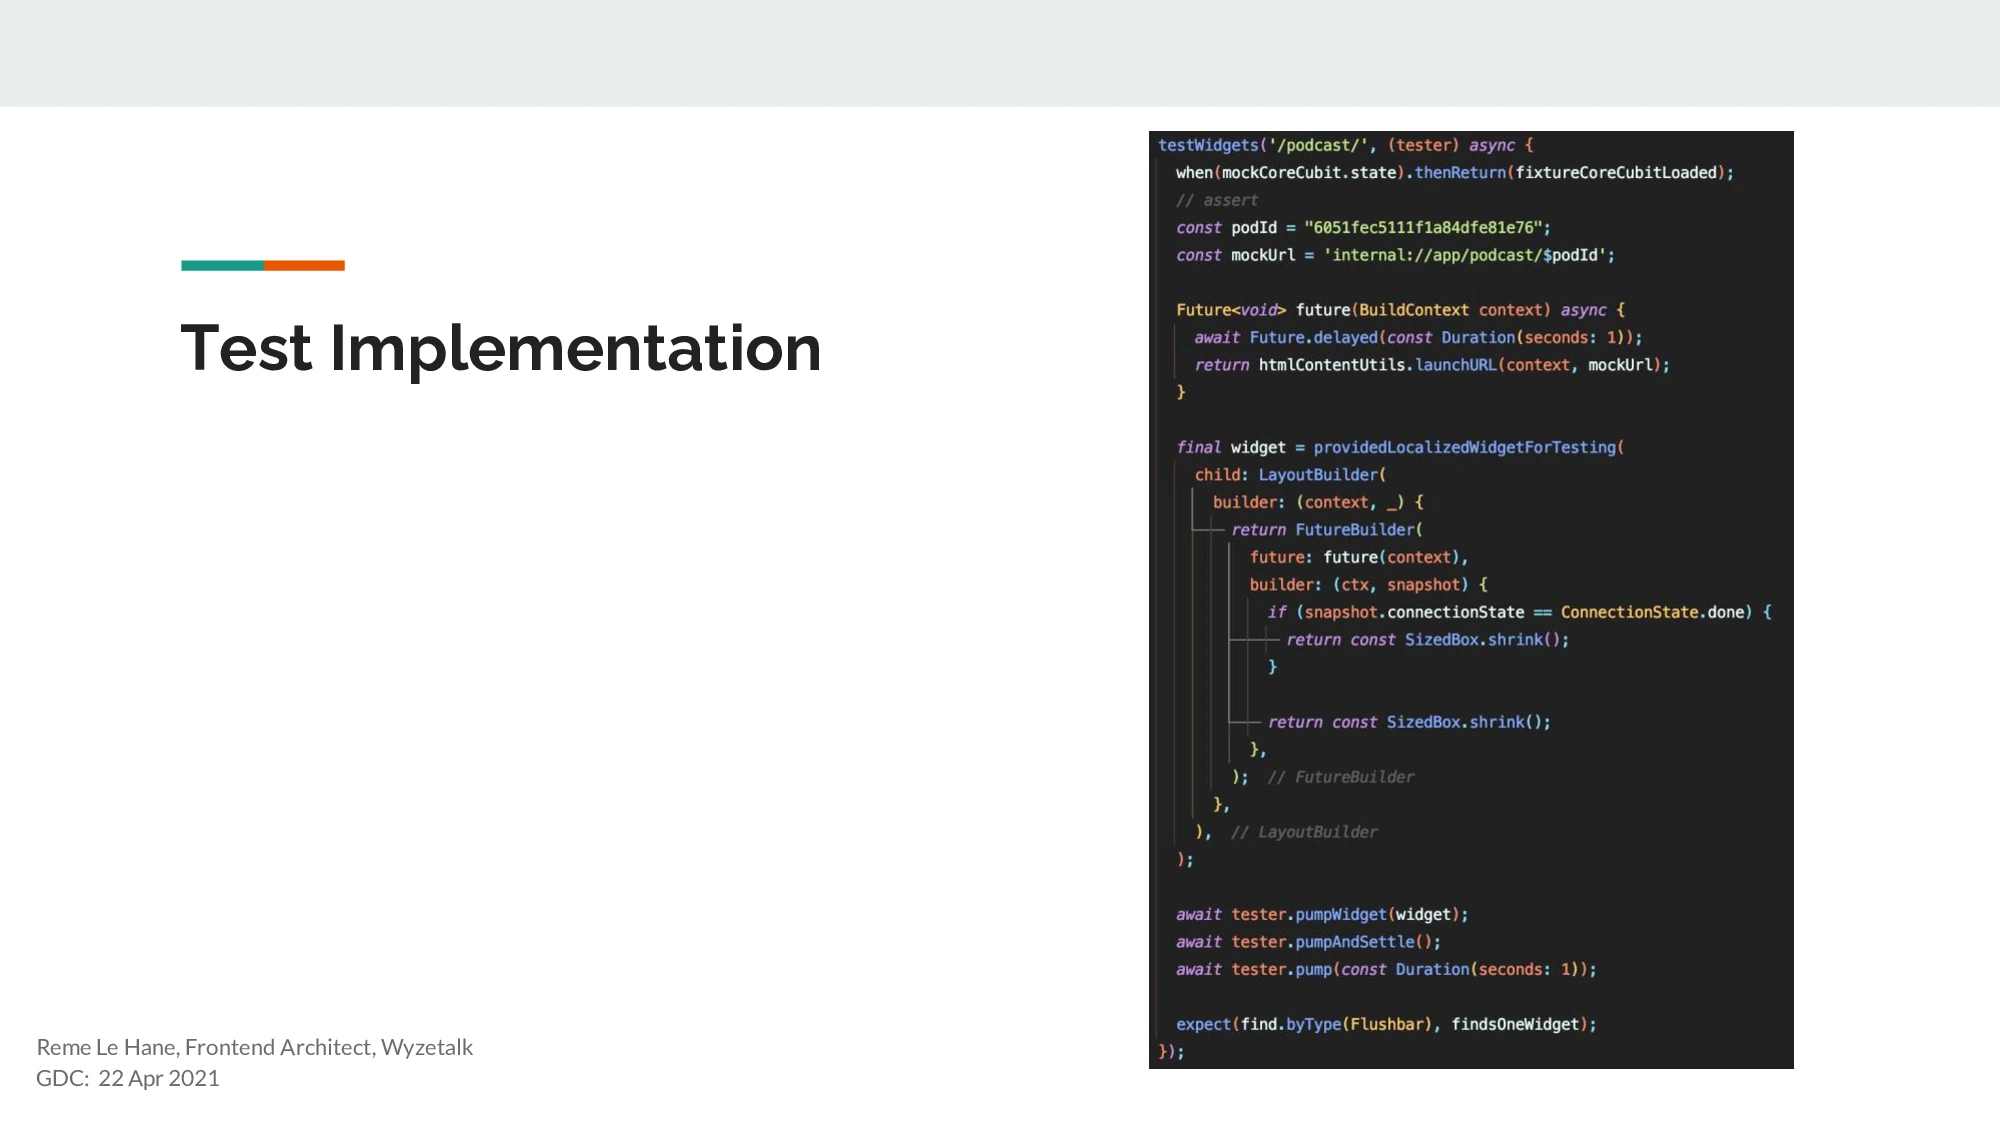 Test Implementation
testWidgets('/podcast/', (tester) async {
when(mockCoreCubit.state).thenReturn(fixtureCoreCubitLoaded);
// assert
const podId = "6051fec5111f1a84dfe81e76";
const mockUrl = 'internal://app/podcast/$podId';
Future<void> future(BuildContext context) async {
await Future.delayed(const Duration(seconds: 1));
return htmlContentUtils.launchURL(context, mockUrl);
}
final widget = providedLocalizedWidgetForTesting(
child: LayoutBuilder(
builder: (context, _) {
return FutureBuilder(
future: future(context),
builder: (ctx, snapshot) {
if (snapshot.connectionState == ConnectionState.done) {
return const SizedBox.shrink();
}
return const SizedBox.shrink();
},
); // FutureBuilder
},
), // LayoutBuilder
);
await tester.pumpWidget(widget);
await tester.pumpAndSettle();
await tester.pump(const Duration(seconds: 1));
expect(find.byType(Flushbar), findsOneWidget);
});
Reme Le Hane, Frontend Architect, Wyzetalk
GDC: 22 Apr 2021